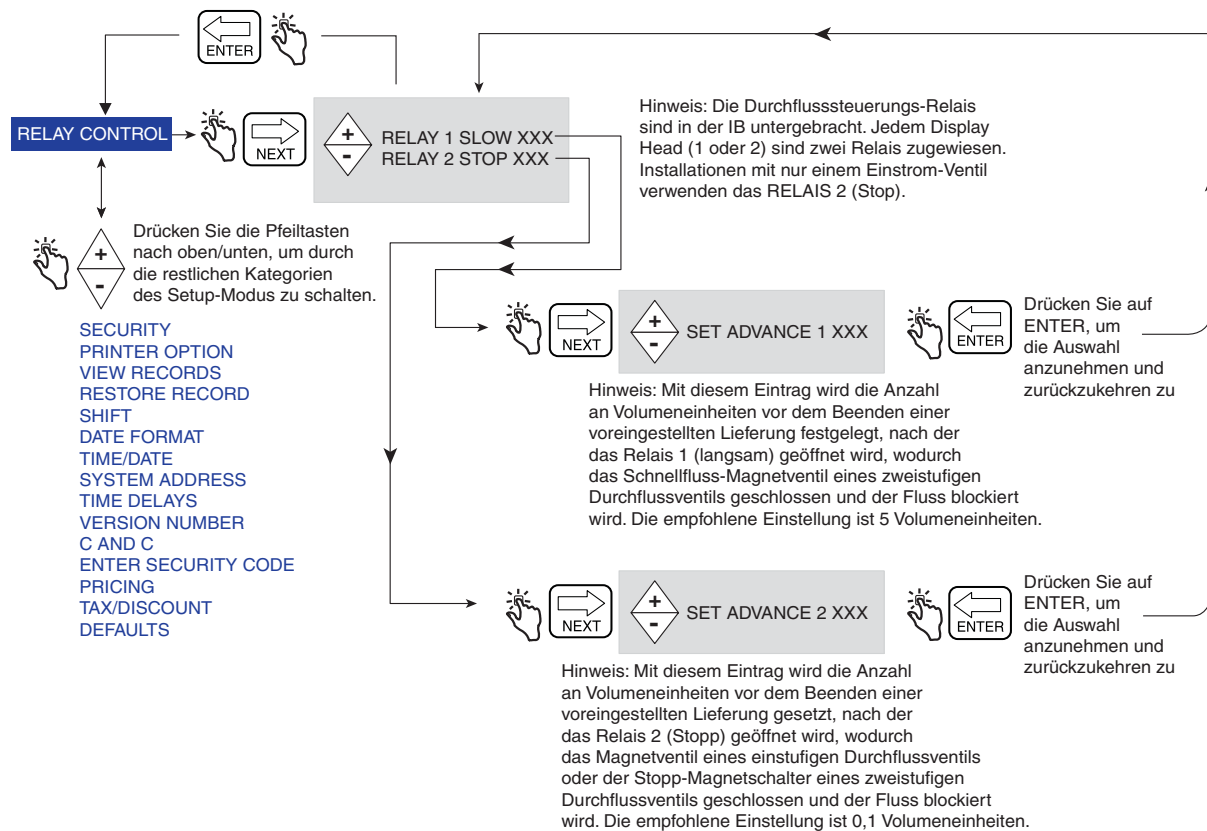 ENTER
RELAY CONTROL
NEXT
+
-
RELAY 1 SLOW XXX
RELAY 2 STOP XXX
Hinweis: Die Durchflusssteuerungs-Relais
sind in der IB untergebracht. Jedem Display
Head (1 oder 2) sind zwei Relais zugewiesen.
Installationen mit nur einem Einstrom-Ventil
verwenden das RELAIS 2 (Stop).
+
-
Drücken Sie die Pfeiltasten
nach oben/unten, um durch
die restlichen Kategorien
des Setup-Modus zu schalten.
SECURITY
PRINTER OPTION
VIEW RECORDS
RESTORE RECORD
SHIFT
DATE FORMAT
TIME/DATE
SYSTEM ADDRESS
TIME DELAYS
VERSION NUMBER
C AND C
ENTER SECURITY CODE
PRICING
TAX/DISCOUNT
DEFAULTS
NEXT
+
-
SET ADVANCE 1 XXX
ENTER
Drücken Sie auf
ENTER, um
die Auswahl
anzunehmen und
zurückzukehren zu
Hinweis: Mit diesem Eintrag wird die Anzahl
an Volumeneinheiten vor dem Beenden einer
voreingestellten Lieferung festgelegt, nach der
das Relais 1 (langsam) geöffnet wird, wodurch
das Schnellfluss-Magnetventil eines zweistufigen
Durchflussventils geschlossen und der Fluss blockiert
wird. Die empfohlene Einstellung ist 5 Volumeneinheiten.
NEXT
+
-
SET ADVANCE 2 XXX
ENTER
Drücken Sie auf
ENTER, um
die Auswahl
anzunehmen und
zurückzukehren zu
Hinweis: Mit diesem Eintrag wird die Anzahl
an Volumeneinheiten vor dem Beenden einer
voreingestellten Lieferung gesetzt, nach der
das Relais 2 (Stopp) geöffnet wird, wodurch
das Magnetventil eines einstufigen Durchflussventils
oder der Stopp-Magnetschalter eines zweistufigen
Durchflussventils geschlossen und der Fluss blockiert
wird. Die empfohlene Einstellung ist 0,1 Volumeneinheiten.